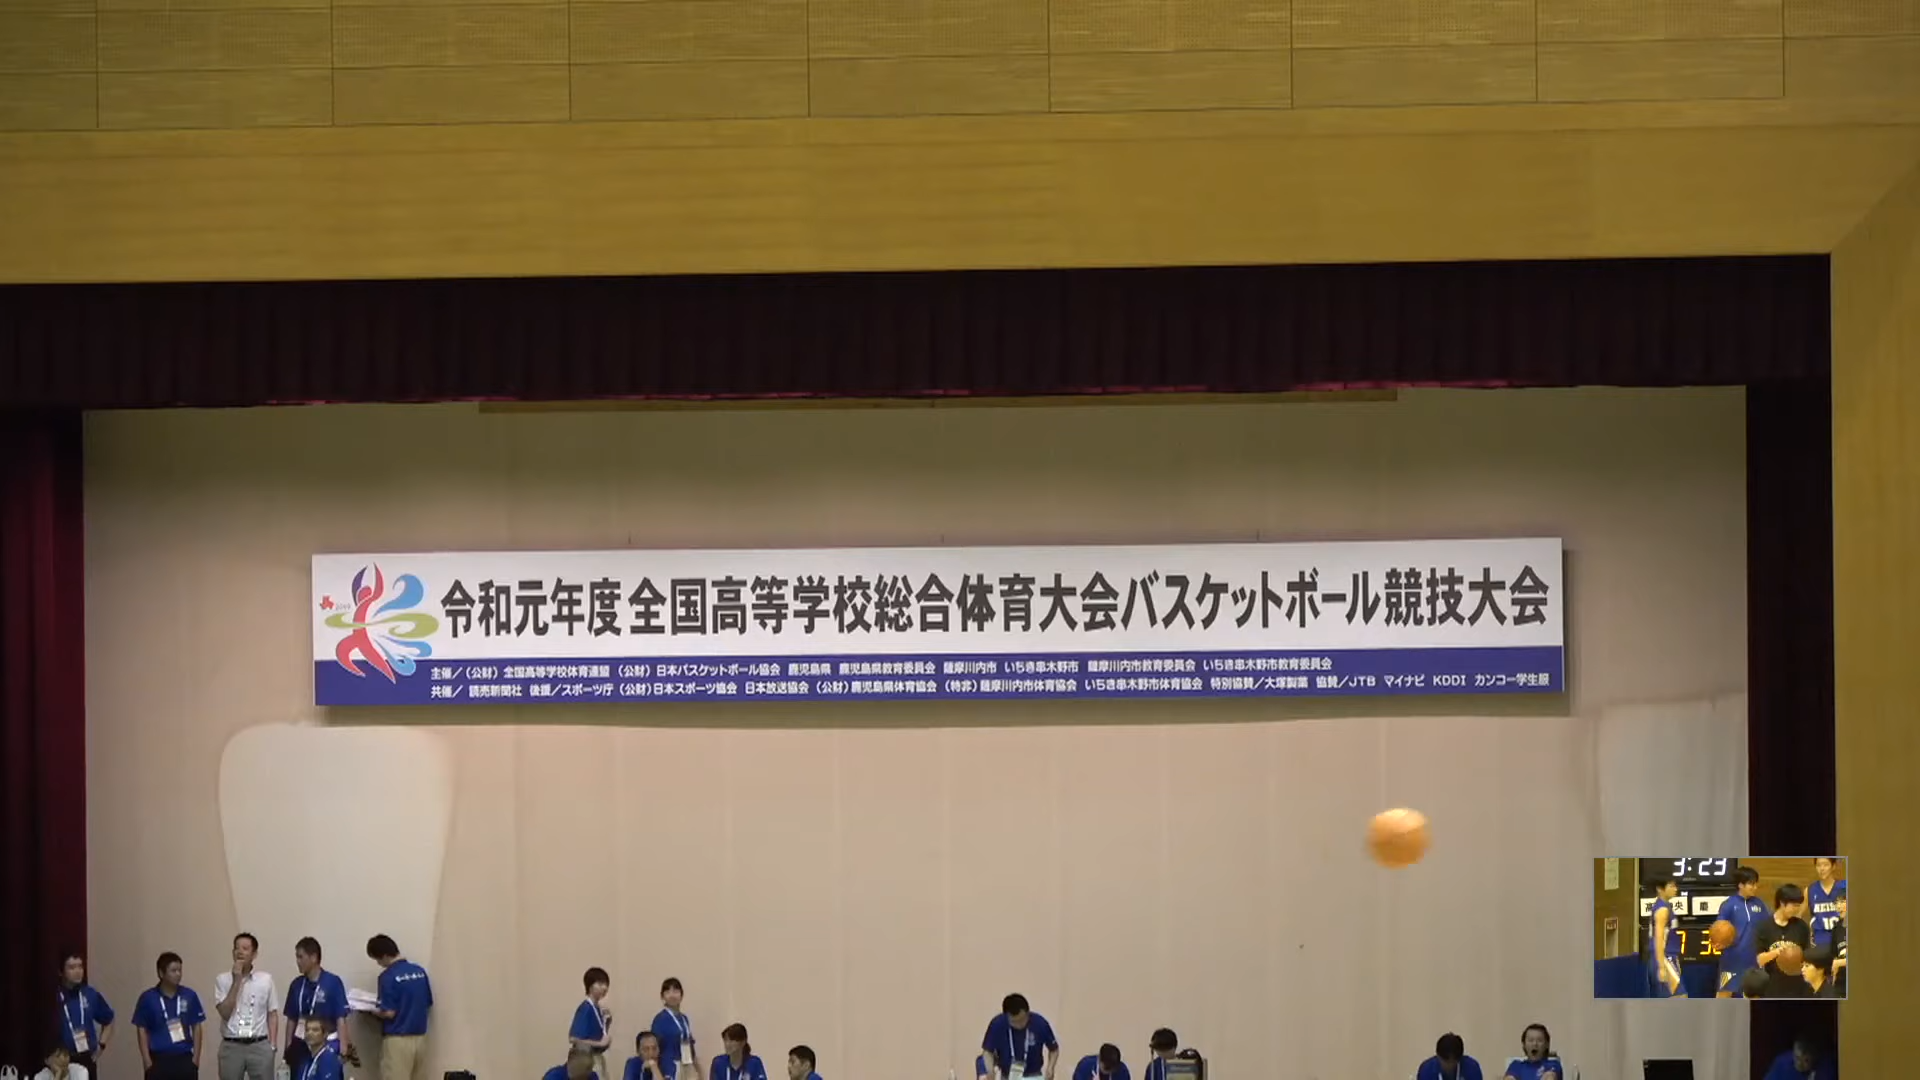 令和元年度 全国高等学校総合体育大会バスケットボール競技大会
主催／（公財）全国高等学校体育連盟 （公財）日本バスケットボール協会 鹿児島県 鹿児島県教育委員会 薩摩川内市 いちき串木野市 薩摩川内市教育委員会 いちき串木野市教育委員会
共催／ 読売新聞社 後援／スポーツ庁（公財）日本スポーツ協会 日本放送協会（公財）鹿児島県体育協会（特非）薩摩川内市体育協会 いちき串木野市体育協会 特別協賛／大塚製薬 協賛／JTB マイナビ KDDI カンコー学生服
3:23